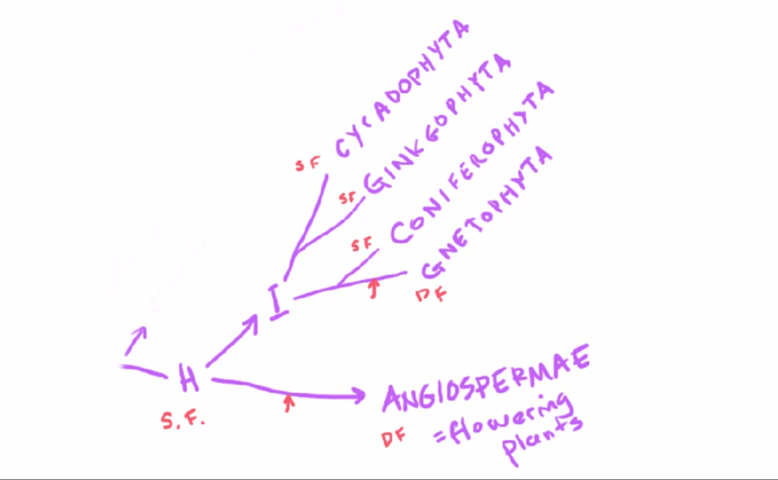 CYCADOPHYTA
SF
GINKGOPHYTA
SF
CONIFEROPHYTA
SF
GNETOPHYTA
DF
I
H
S.F.
ANGIOSPERMAE
DF =flowering
plants